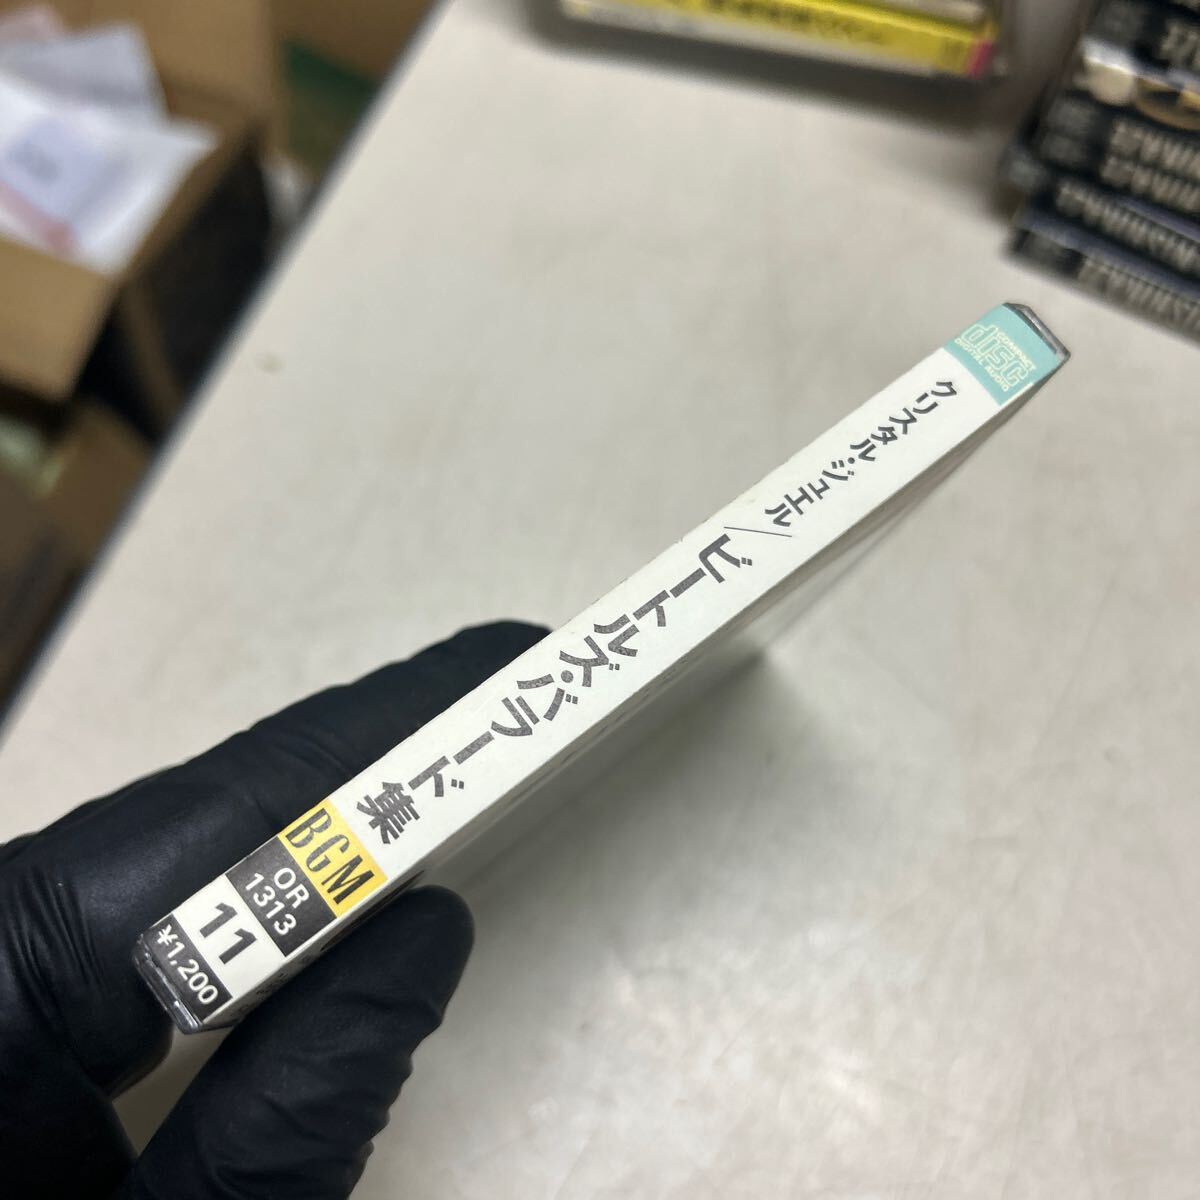 COMPACT
disc
DIGITAL AUDIO
クリスタル・ジュエル/ビートルズ・バラード集
BGM
OR
1313
11
¥1,200